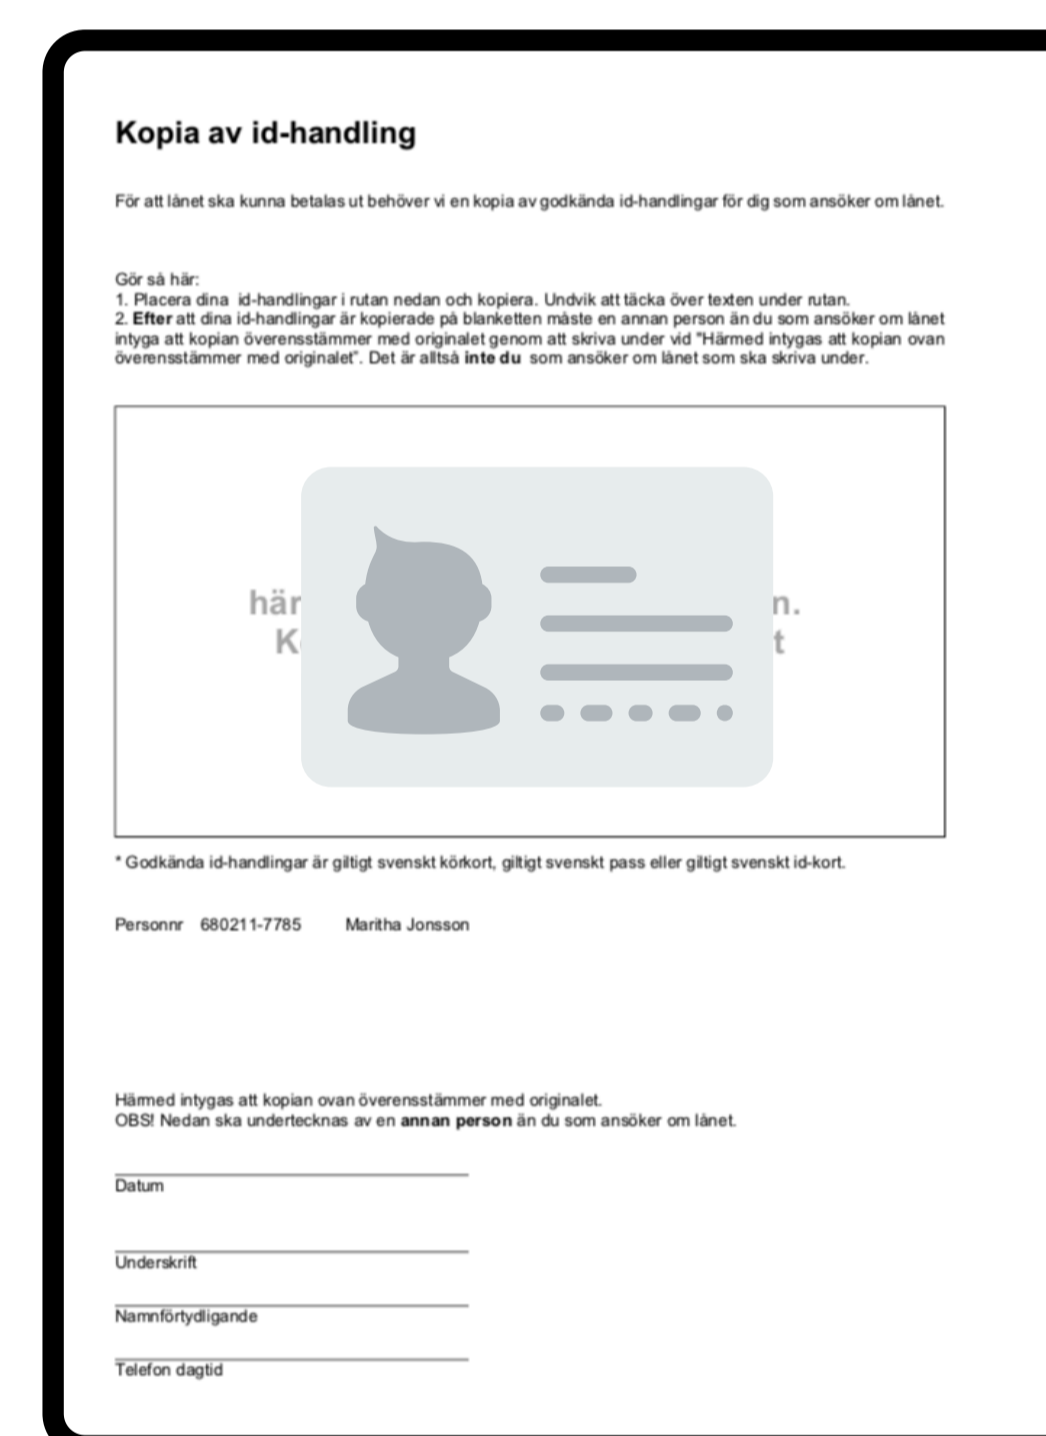 Kopia av id-handling
För att lånet ska kunna betalas ut behöver vi en kopia av godkända id-handlingar för dig som ansöker om lånet.
Gör så här:
1. Placera dina id-handlingar i rutan nedan och kopiera. Undvik att täcka över texten under rutan.
2. Efter att dina id-handlingar är kopierade på blanketten måste en annan person än du som ansöker om lånet
intyga att kopian överensstämmer med originalet genom att skriva under vid "Härmed intygas att kopian ovan
överensstämmer med originalet". Det är alltså inte du som ansöker om lånet som ska skriva under.
* Godkända id-handlingar är giltigt svenskt körkort, giltigt svenskt pass eller giltigt svenskt id-kort.
Personnr 680211-7785 Maritha Jonsson
Härmed intygas att kopian ovan överensstämmer med originalet.
OBS! Nedan ska undertecknas av en annan person än du som ansöker om lånet.
Datum
Underskrift
Namnförtydligande
Telefon dagtid